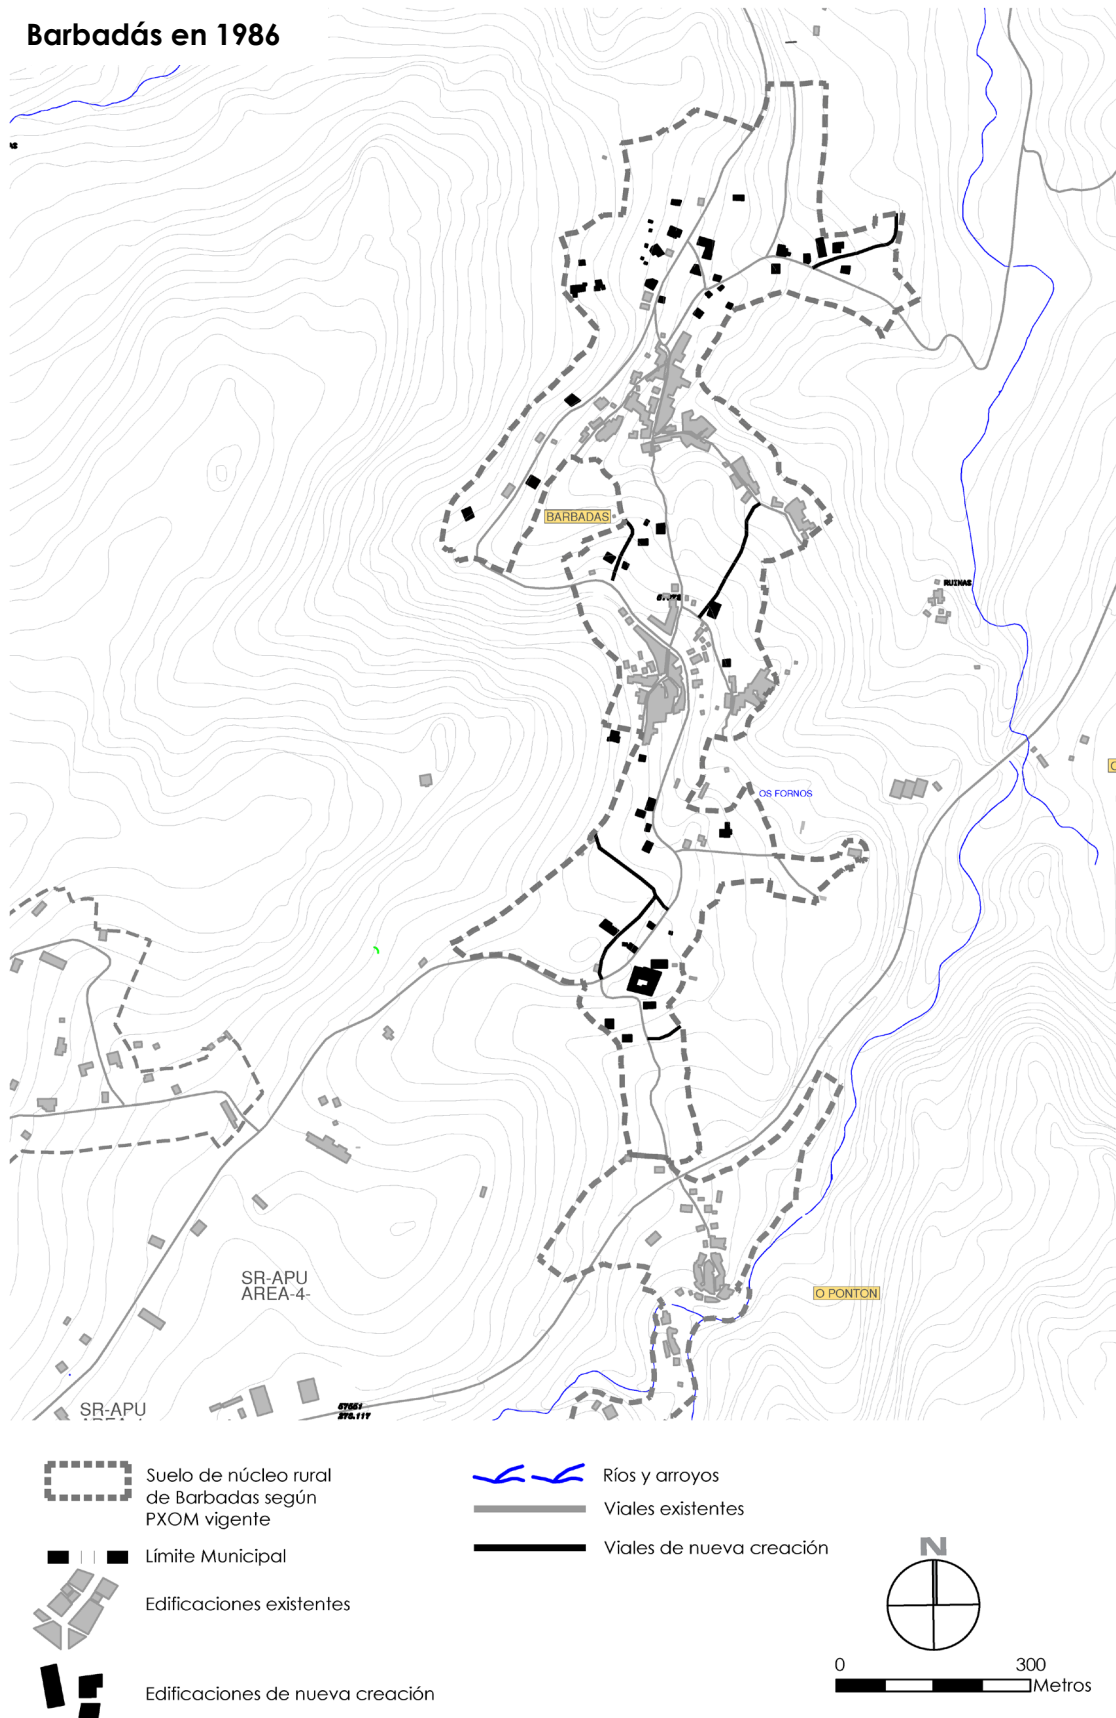 Barbadás en 1986
BARBADAS
RUINAS
OS FORNOS
SR-APU
AREA-4-
O PONTON
SR-APU
Suelo de núcleo rural
de Barbadas según
PXOM vigente
Límite Municipal
Edificaciones existentes
Edificaciones de nueva creación
Ríos y arroyos
Viales existentes
Viales de nueva creación
N
0 300
Metros